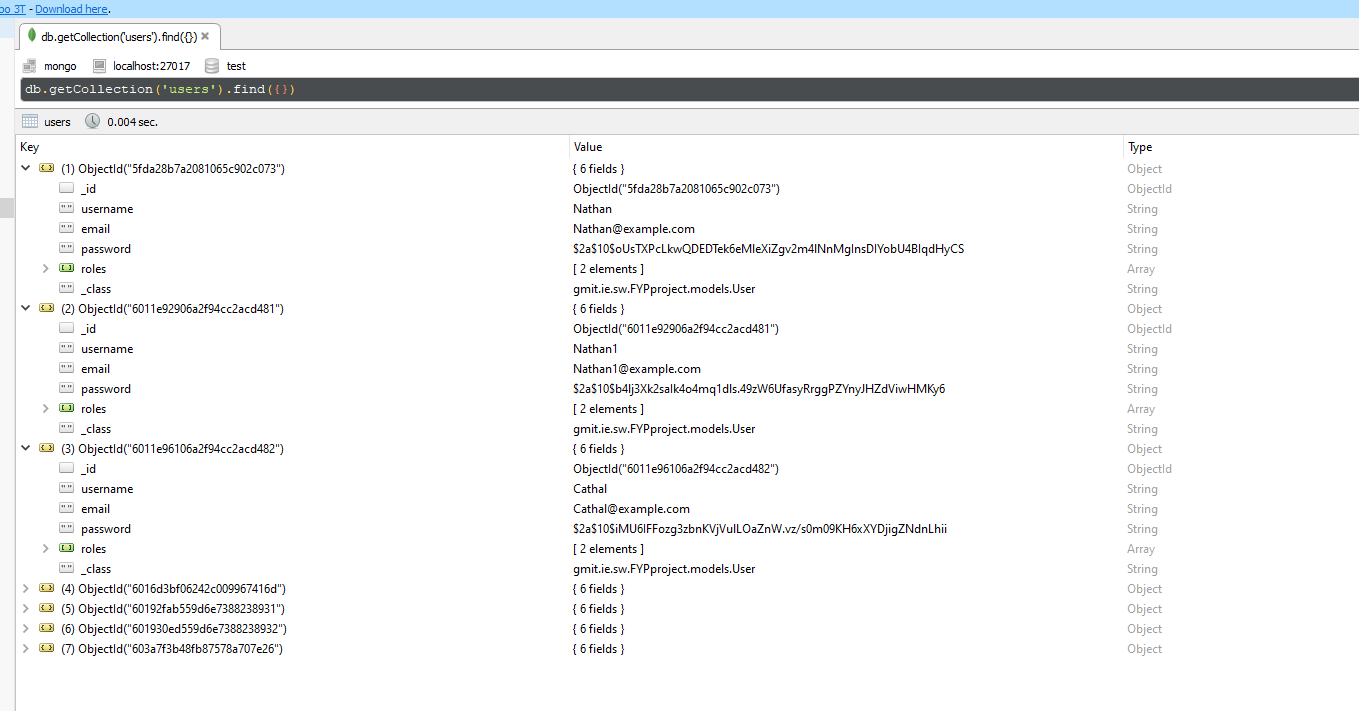 oo 3T - Download here.
db.getCollection('users').find({}) ×
mongo localhost:27017 test
db.getCollection('users').find({})
users 0.004 sec.
Key Value Type
(1) ObjectId("5fda28b7a2081065c902c073") { 6 fields } Object
_id ObjectId("5fda28b7a2081065c902c073") ObjectId
" " username Nathan String
" " email Nathan@example.com String
" " password $2a$10$oUsTXPcLkwQDEDTek6eMleXiZgv2m4lNnMglnsDlYobU4BlqdHyCS String
roles [ 2 elements ] Array
" " _class gmit.ie.sw.FYPproject.models.User String
(2) ObjectId("6011e92906a2f94cc2acd481") { 6 fields } Object
_id ObjectId("6011e92906a2f94cc2acd481") ObjectId
" " username Nathan1 String
" " email Nathan1@example.com String
" " password $2a$10$b4lj3Xk2salk4o4mq1dls.49zW6UfasyRrggPZYnyJHZdViwHMKy6 String
roles [ 2 elements ] Array
" " _class gmit.ie.sw.FYPproject.models.User String
(3) ObjectId("6011e96106a2f94cc2acd482") { 6 fields } Object
_id ObjectId("6011e96106a2f94cc2acd482") ObjectId
" " username Cathal String
" " email Cathal@example.com String
" " password $2a$10$iMU6lFFozg3zbnKVjVulLOaZnW.vz/s0m09KH6xXYDjigZNdnLhii String
roles [ 2 elements ] Array
" " _class gmit.ie.sw.FYPproject.models.User String
(4) ObjectId("6016d3bf06242c009967416d") { 6 fields } Object
(5) ObjectId("60192fab559d6e7388238931") { 6 fields } Object
(6) ObjectId("601930ed559d6e7388238932") { 6 fields } Object
(7) ObjectId("603a7f3b48fb87578a707e26") { 6 fields } Object